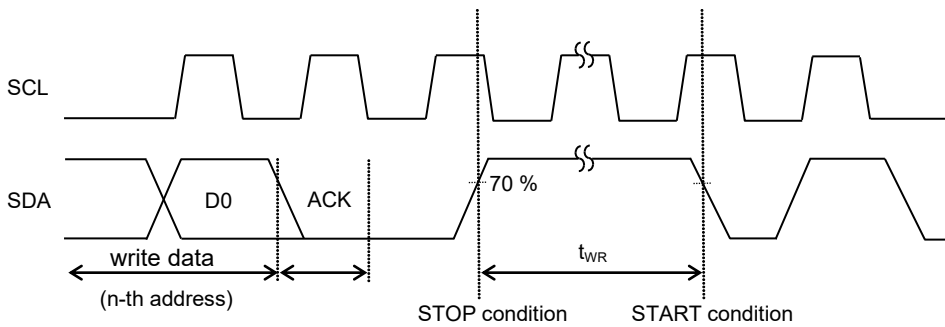 SCL
SDA
D0
ACK
70 %
write data
(n-th address)
tWR
STOP condition
START condition